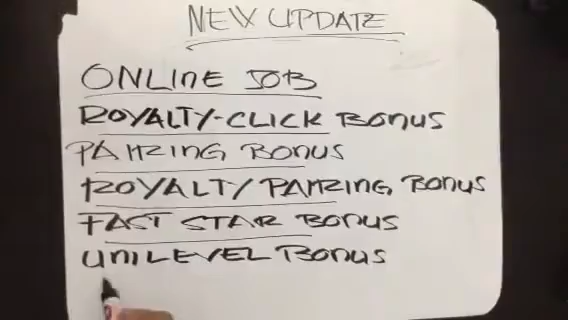 NEW UPDATE
ONLINE JOB
ROYALTY-CLICK BONUS
PAIRING BONUS
ROYALTY PAIRING BONUS
FAST STAR BONUS
UNILEVEL BONUS